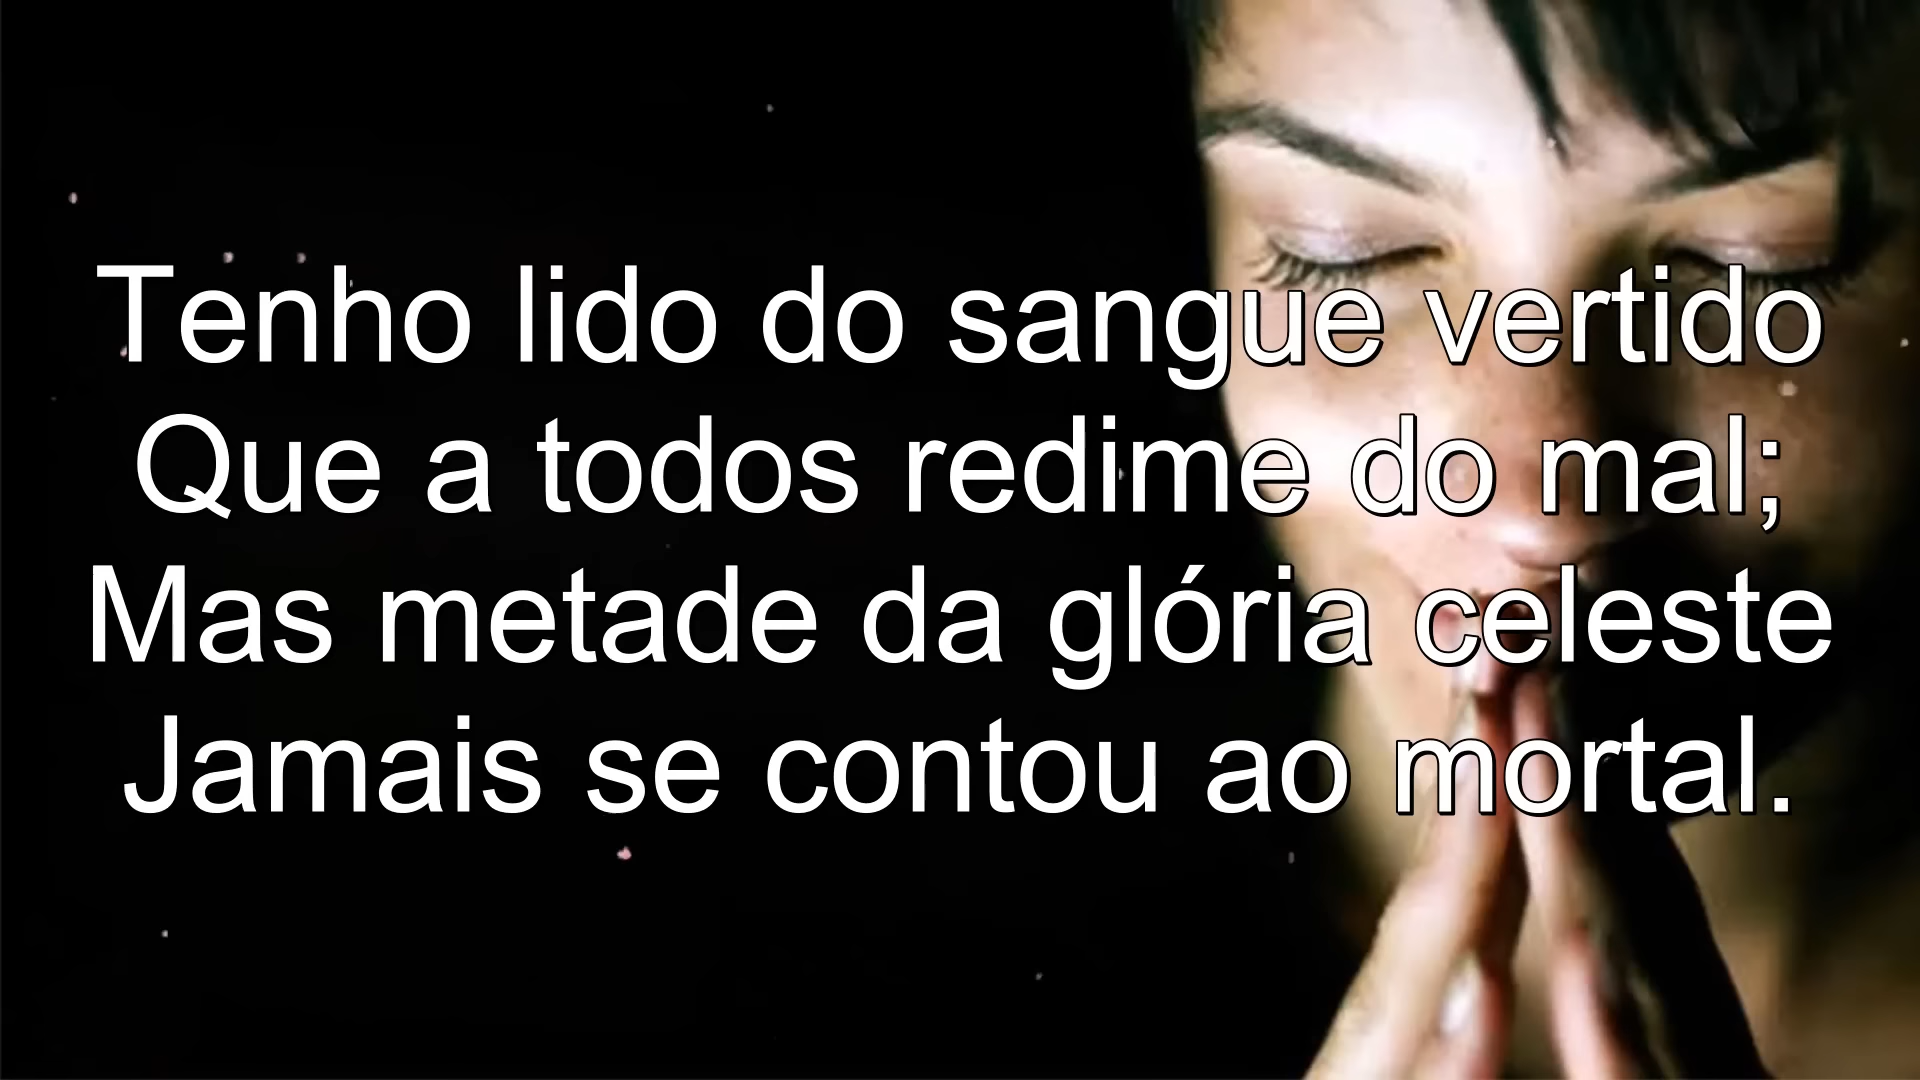 Tenho lido do sangue vertido
Que a todos redime do mal;
Mas metade da glória celeste
Jamais se contou ao mortal.